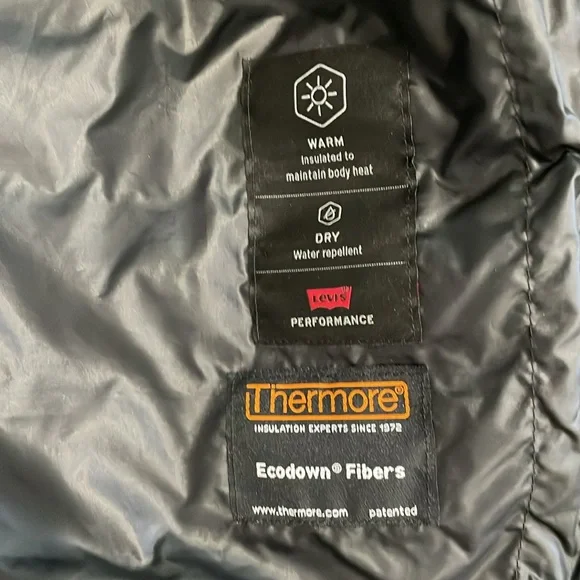 WARM
Insulated to
maintain body heat
DRY
Water repellent
Levi's®
PERFORMANCE
Thermore®
INSULATION EXPERTS SINCE 1972
Ecodown® Fibers
www.thermore.com patented